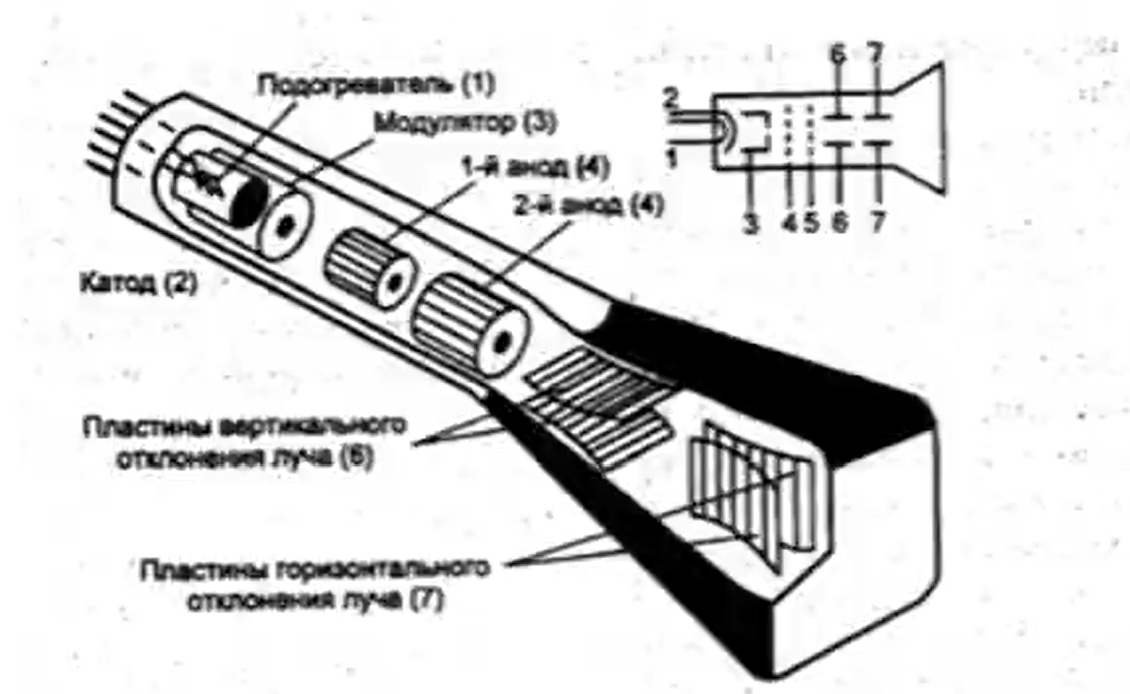 Подогреватель (1)
Модулятор (3)
1-й анод (4)
2-й анод (4)
Катод (2)
Пластины вертикального
отклонения луча (6)
Пластины горизонтального
отклонения луча (7)
6 7
2
1
3 4 5 6 7